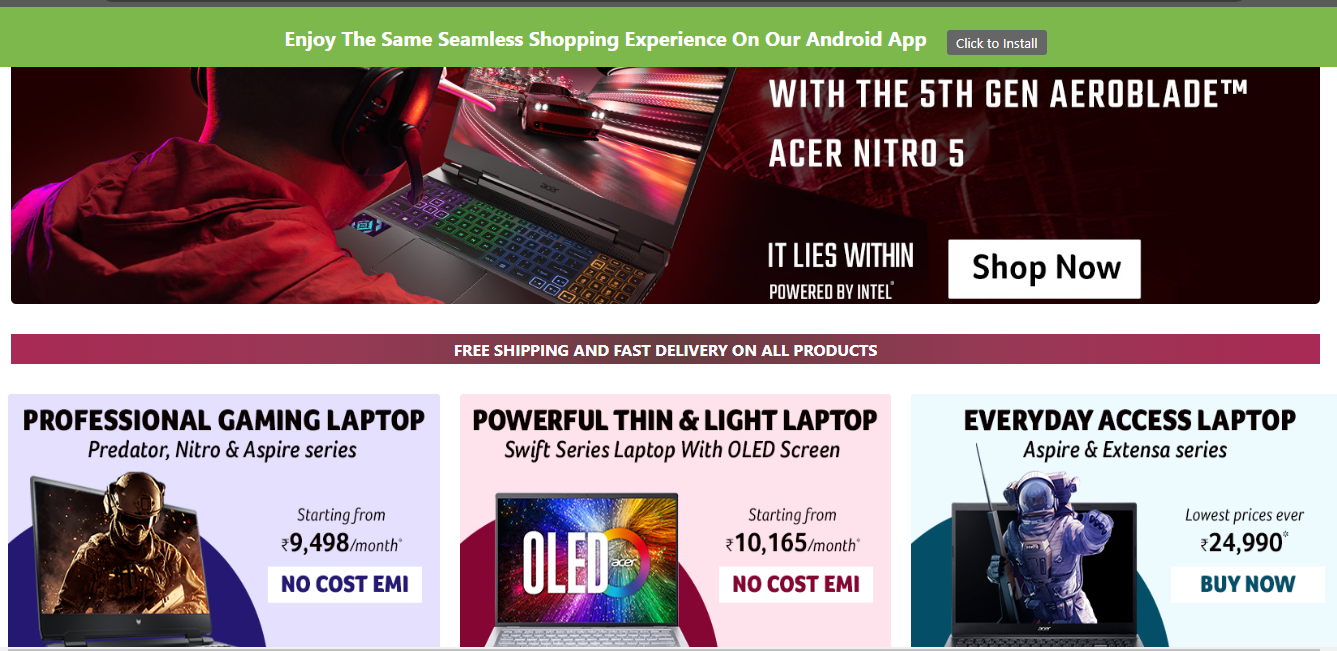 Enjoy The Same Seamless Shopping Experience On Our Android App
Click to Install
WITH THE 5TH GEN AEROBLADE™
ACER NITRO 5
acer
IT LIES WITHIN
Shop Now
POWERED BY INTEL®
FREE SHIPPING AND FAST DELIVERY ON ALL PRODUCTS
PROFESSIONAL GAMING LAPTOP
Predator, Nitro & Aspire series
Starting from
₹9,498/month*
NO COST EMI
POWERFUL THIN & LIGHT LAPTOP
Swift Series Laptop With OLED Screen
OLED
acer
Starting from
₹10,165/month*
NO COST EMI
EVERYDAY ACCESS LAPTOP
Aspire & Extensa series
acer
Lowest prices ever
₹24,990*
BUY NOW